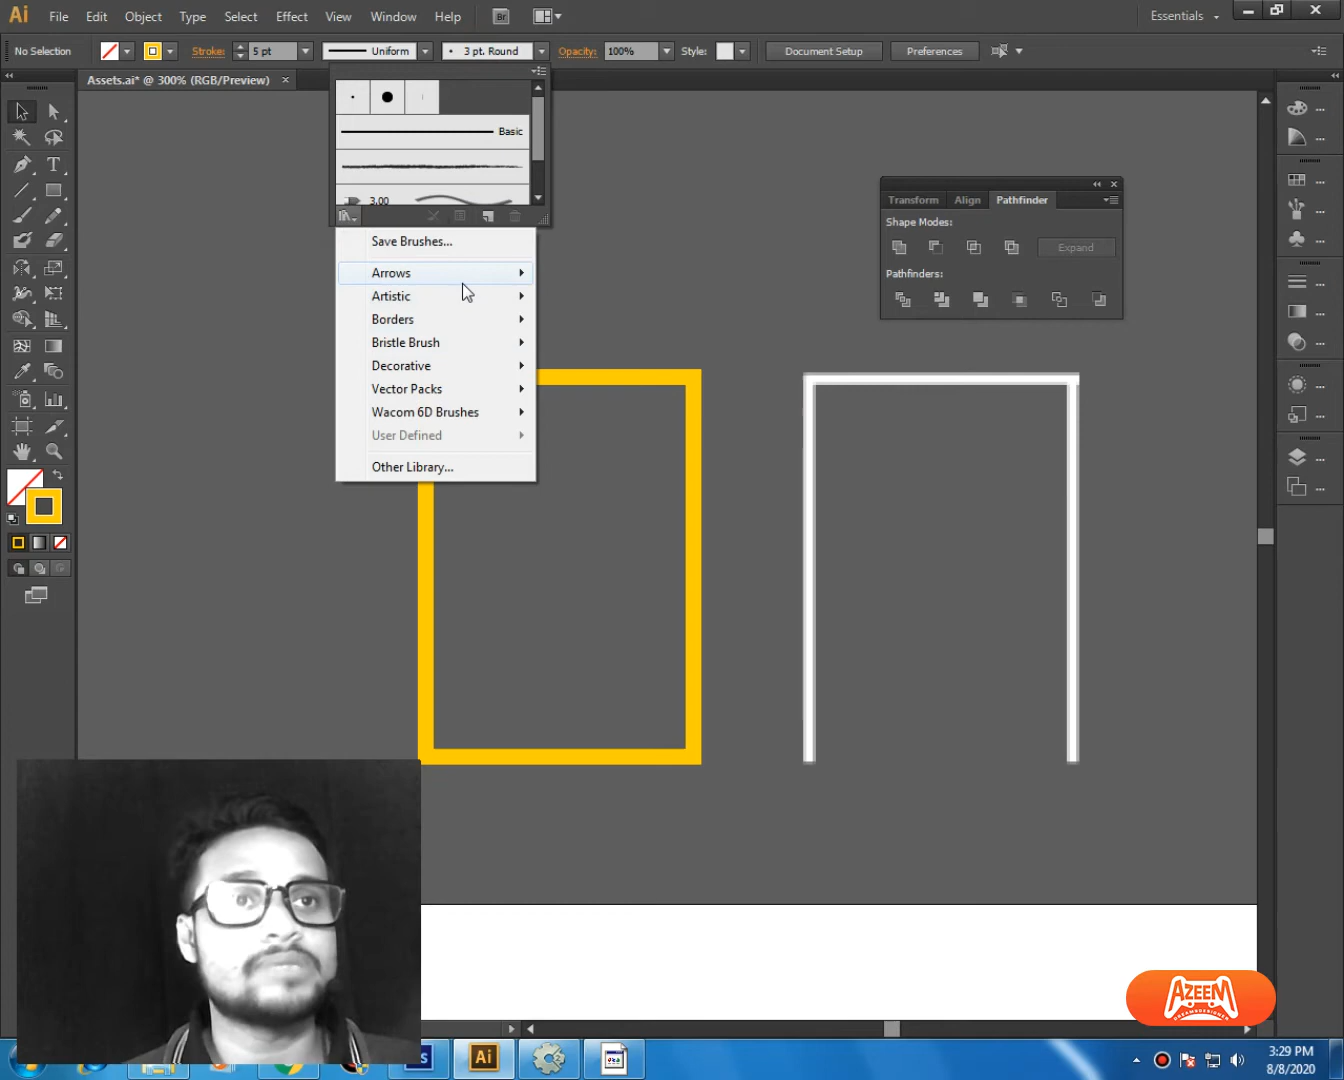 Ai File Edit Object Type Select Effect View Window Help Br Essentials
No Selection Stroke: 5 pt Uniform 3 pt. Round Opacity: 100% Style: Document Setup Preferences
Assets.ai* @ 300% (RGB/Preview)
Basic
3.00
Save Brushes...
Arrows
Artistic
Borders
Bristle Brush
Decorative
Vector Packs
Wacom 6D Brushes
User Defined
Other Library...
Transform Align Pathfinder
Shape Modes:
Expand
Pathfinders:
AZEEM
DREAMSDESIGNER
Ai
3:29 PM
8/8/2020